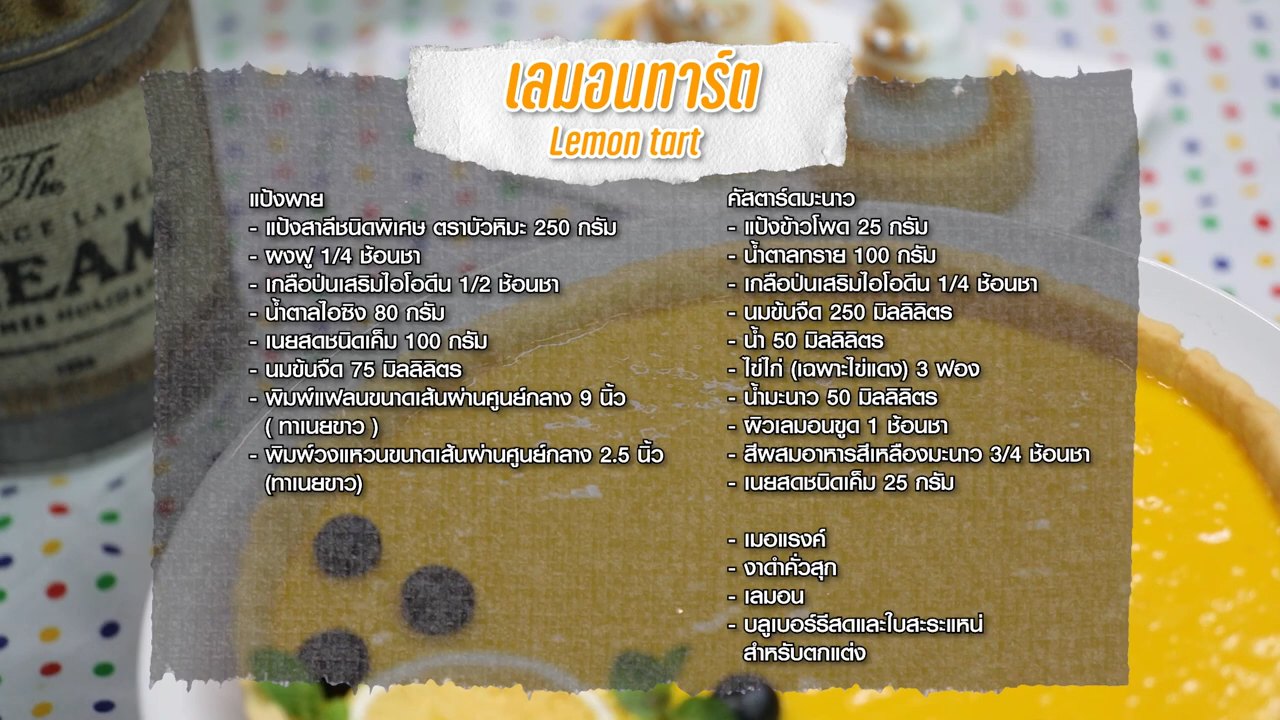 เลมอนทาร์ต
Lemon tart
แป้งพาย
- แป้งสาลีชนิดพิเศษ ตราบัวหิมะ 250 กรัม
- ผงฟู 1/4 ช้อนชา
- เกลือป่นเสริมไอโอดีน 1/2 ช้อนชา
- น้ำตาลไอซิง 80 กรัม
- เนยสดชนิดเค็ม 100 กรัม
- นมข้นจืด 75 มิลลิลิตร
- พิมพ์แฟลนขนาดเส้นผ่านศูนย์กลาง 9 นิ้ว
( ทาเนยขาว )
- พิมพ์วงแหวนขนาดเส้นผ่านศูนย์กลาง 2.5 นิ้ว
(ทาเนยขาว)
คัสตาร์ดมะนาว
- แป้งข้าวโพด 25 กรัม
- น้ำตาลทราย 100 กรัม
- เกลือป่นเสริมไอโอดีน 1/4 ช้อนชา
- นมข้นจืด 250 มิลลิลิตร
- น้ำ 50 มิลลิลิตร
- ไข่ไก่ (เฉพาะไข่แดง) 3 ฟอง
- น้ำมะนาว 50 มิลลิลิตร
- ผิวเลมอนขูด 1 ช้อนชา
- สีผสมอาหารสีเหลืองมะนาว 3/4 ช้อนชา
- เนยสดชนิดเค็ม 25 กรัม
- เมอแรงค์
- งาดำคั่วสุก
- เลมอน
- บลูเบอร์รีสดและใบสะระแหน่
สำหรับตกแต่ง
The